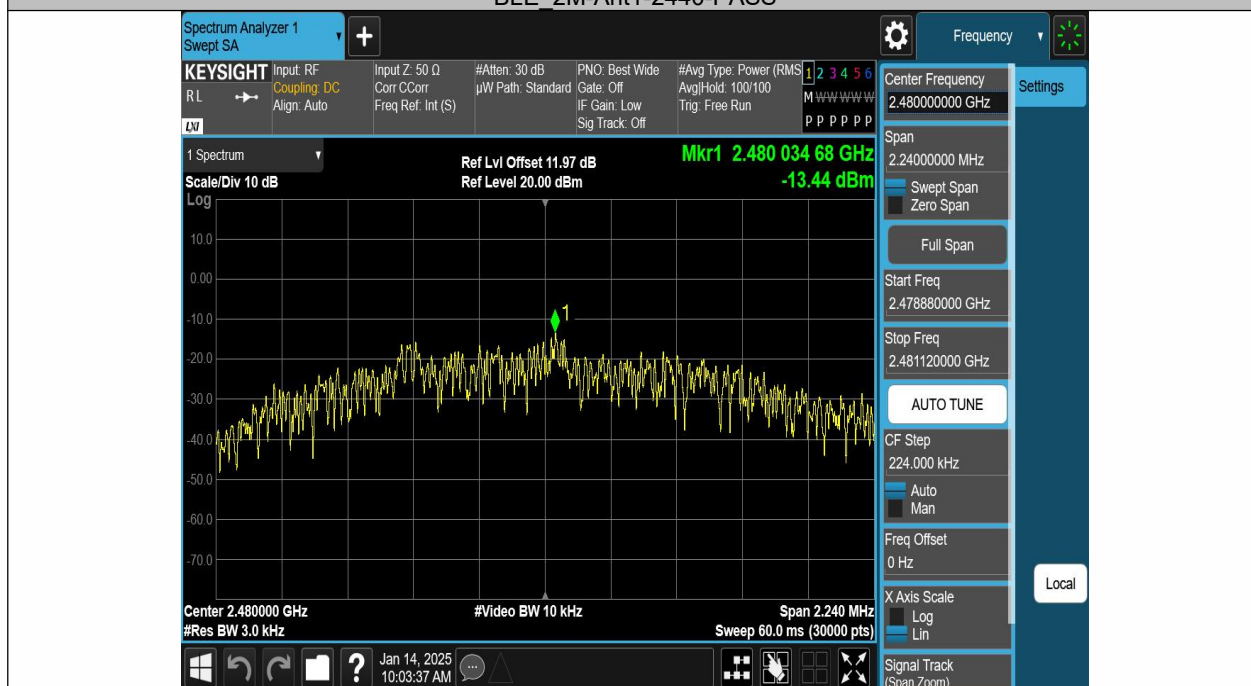 BLE_2M-Ant1-2440-PASS
Spectrum Analyzer 1
Swept SA
+
Frequency
KEYSIGHT
RL
LXI
Input: RF
Coupling: DC
Align: Auto
Input Z: 50 Ω
Corr CCorr
Freq Ref: Int (S)
#Atten: 30 dB
µW Path: Standard
PNO: Best Wide
Gate: Off
IF Gain: Low
Sig Track: Off
#Avg Type: Power (RMS
Avg|Hold: 100/100
Trig: Free Run
1 2 3 4 5 6
M W W W W W
P P P P P P
1 Spectrum
Scale/Div 10 dB
Log
Ref Lvl Offset 11.97 dB
Ref Level 20.00 dBm
Mkr1 2.480 034 68 GHz
-13.44 dBm
10.0
0.00
-10.0
-20.0
-30.0
-40.0
-50.0
-60.0
-70.0
1
Center 2.480000 GHz
#Res BW 3.0 kHz
#Video BW 10 kHz
Span 2.240 MHz
Sweep 60.0 ms (30000 pts)
Center Frequency
2.480000000 GHz
Settings
Span
2.24000000 MHz
Swept Span
Zero Span
Full Span
Start Freq
2.478880000 GHz
Stop Freq
2.481120000 GHz
AUTO TUNE
CF Step
224.000 kHz
Auto
Man
Freq Offset
0 Hz
X Axis Scale
Log
Lin
Local
Signal Track
(Span Zoom)
?
Jan 14, 2025
10:03:37 AM